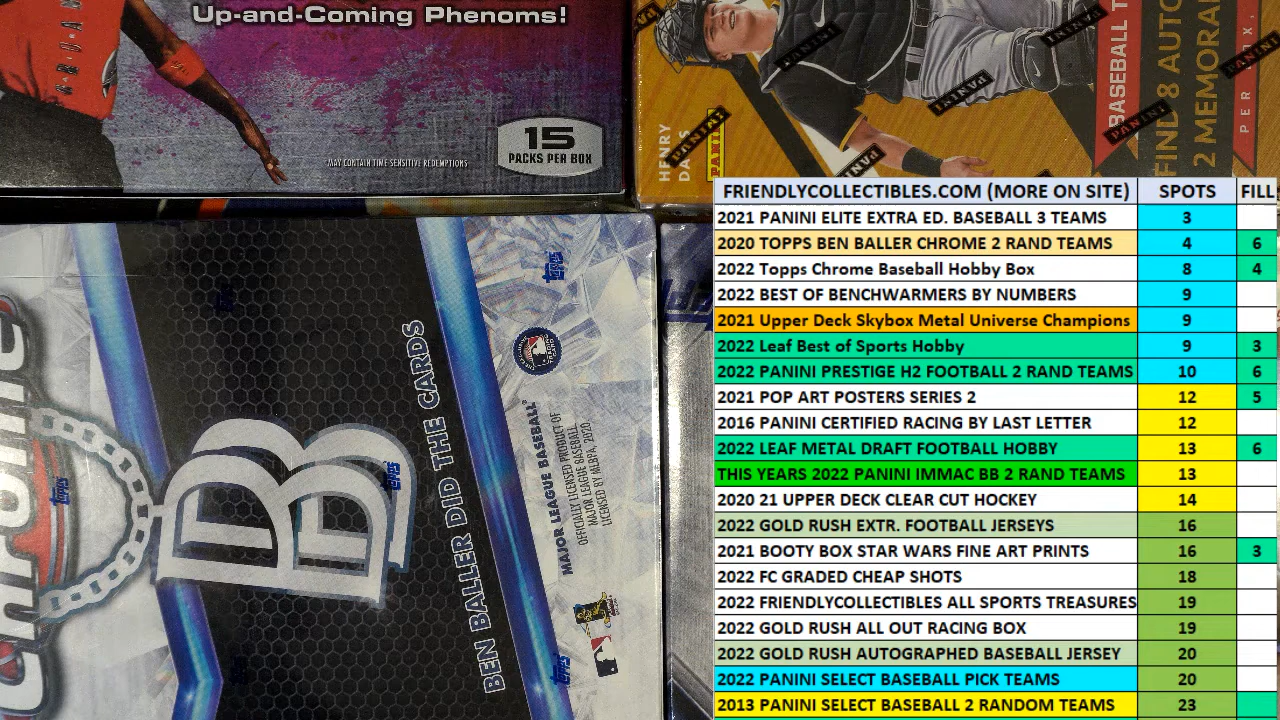 Up-and-Coming Phenoms!
15
PACKS PER BOX
MAY CONTAIN TIME-SENSITIVE REDEMPTIONS
HENRY
PANINI
BASEBALL
FIND 8 AUTO
2 MEMORA
PER
BB
BEN BALLER DID THE CARDS
MAJOR LEAGUE BASEBALL
OFFICIALLY LICENSED PRODUCT OF
MAJOR LEAGUE BASEBALL
LICENSED BY MLBPA, 2020
topps
FRIENDLYCOLLECTIBLES.COM (MORE ON SITE) SPOTS FILL
2021 PANINI ELITE EXTRA ED. BASEBALL 3 TEAMS 3
2020 TOPPS BEN BALLER CHROME 2 RAND TEAMS 4 6
2022 Topps Chrome Baseball Hobby Box 8 4
2022 BEST OF BENCHWARMERS BY NUMBERS 9
2021 Upper Deck Skybox Metal Universe Champions 9
2022 Leaf Best of Sports Hobby 9 3
2022 PANINI PRESTIGE H2 FOOTBALL 2 RAND TEAMS 10 6
2021 POP ART POSTERS SERIES 2 12 5
2016 PANINI CERTIFIED RACING BY LAST LETTER 12
2022 LEAF METAL DRAFT FOOTBALL HOBBY 13 6
THIS YEARS 2022 PANINI IMMAC BB 2 RAND TEAMS 13
2020 21 UPPER DECK CLEAR CUT HOCKEY 14
2022 GOLD RUSH EXTR. FOOTBALL JERSEYS 16
2021 BOOTY BOX STAR WARS FINE ART PRINTS 16 3
2022 FC GRADED CHEAP SHOTS 18
2022 FRIENDLYCOLLECTIBLES ALL SPORTS TREASURES 19
2022 GOLD RUSH ALL OUT RACING BOX 19
2022 GOLD RUSH AUTOGRAPHED BASEBALL JERSEY 20
2022 PANINI SELECT BASEBALL PICK TEAMS 20
2013 PANINI SELECT BASEBALL 2 RANDOM TEAMS 23